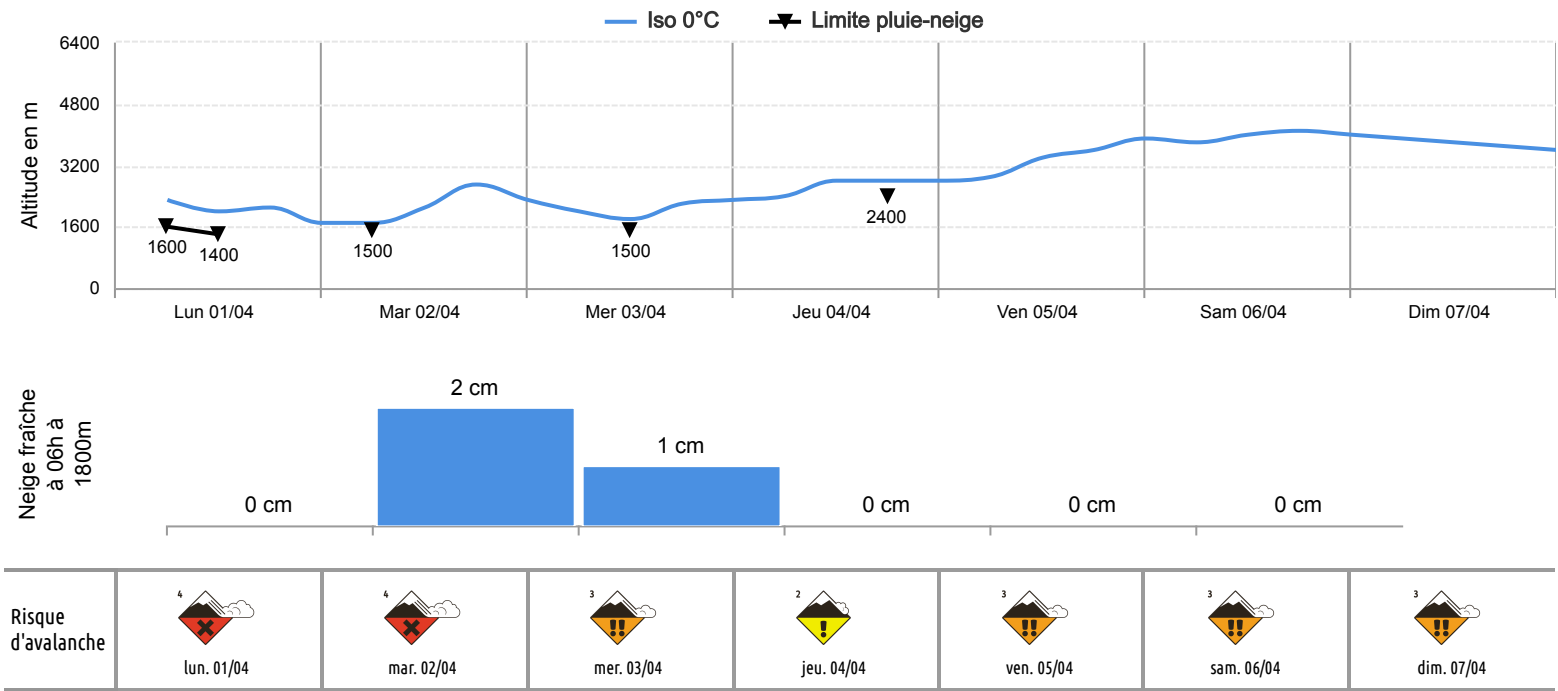 Iso 0°C Limite pluie-neige
Altitude en m
6400
4800
3200
1600
0
1600 1400 1500 1500 2400
Lun 01/04 Mar 02/04 Mer 03/04 Jeu 04/04 Ven 05/04 Sam 06/04 Dim 07/04
Neige fraîche
à 06h à
1800m
0 cm 2 cm 1 cm 0 cm 0 cm 0 cm
Risque
d'avalanche
4 4 3 2 3 3 3
lun. 01/04 mar. 02/04 mer. 03/04 jeu. 04/04 ven. 05/04 sam. 06/04 dim. 07/04